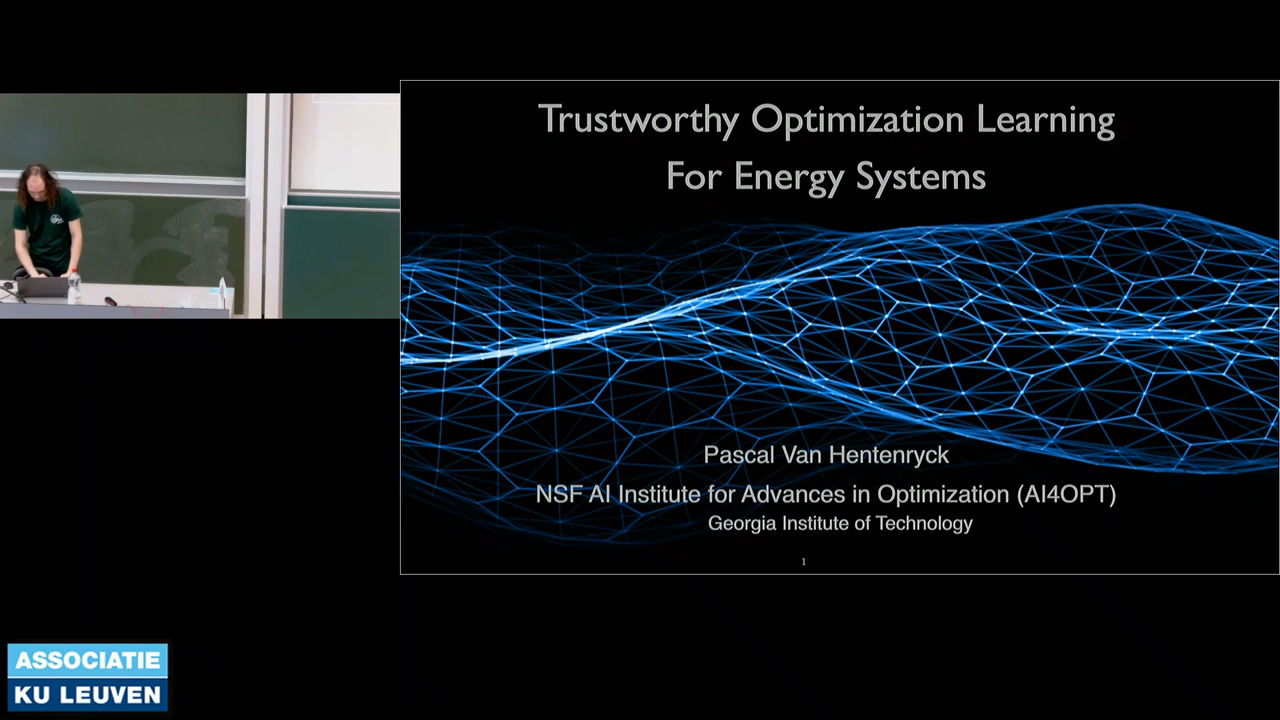 Trustworthy Optimization Learning
For Energy Systems
Pascal Van Hentenryck
NSF AI Institute for Advances in Optimization (AI4OPT)
Georgia Institute of Technology
1
ASSOCIATIE
KU LEUVEN